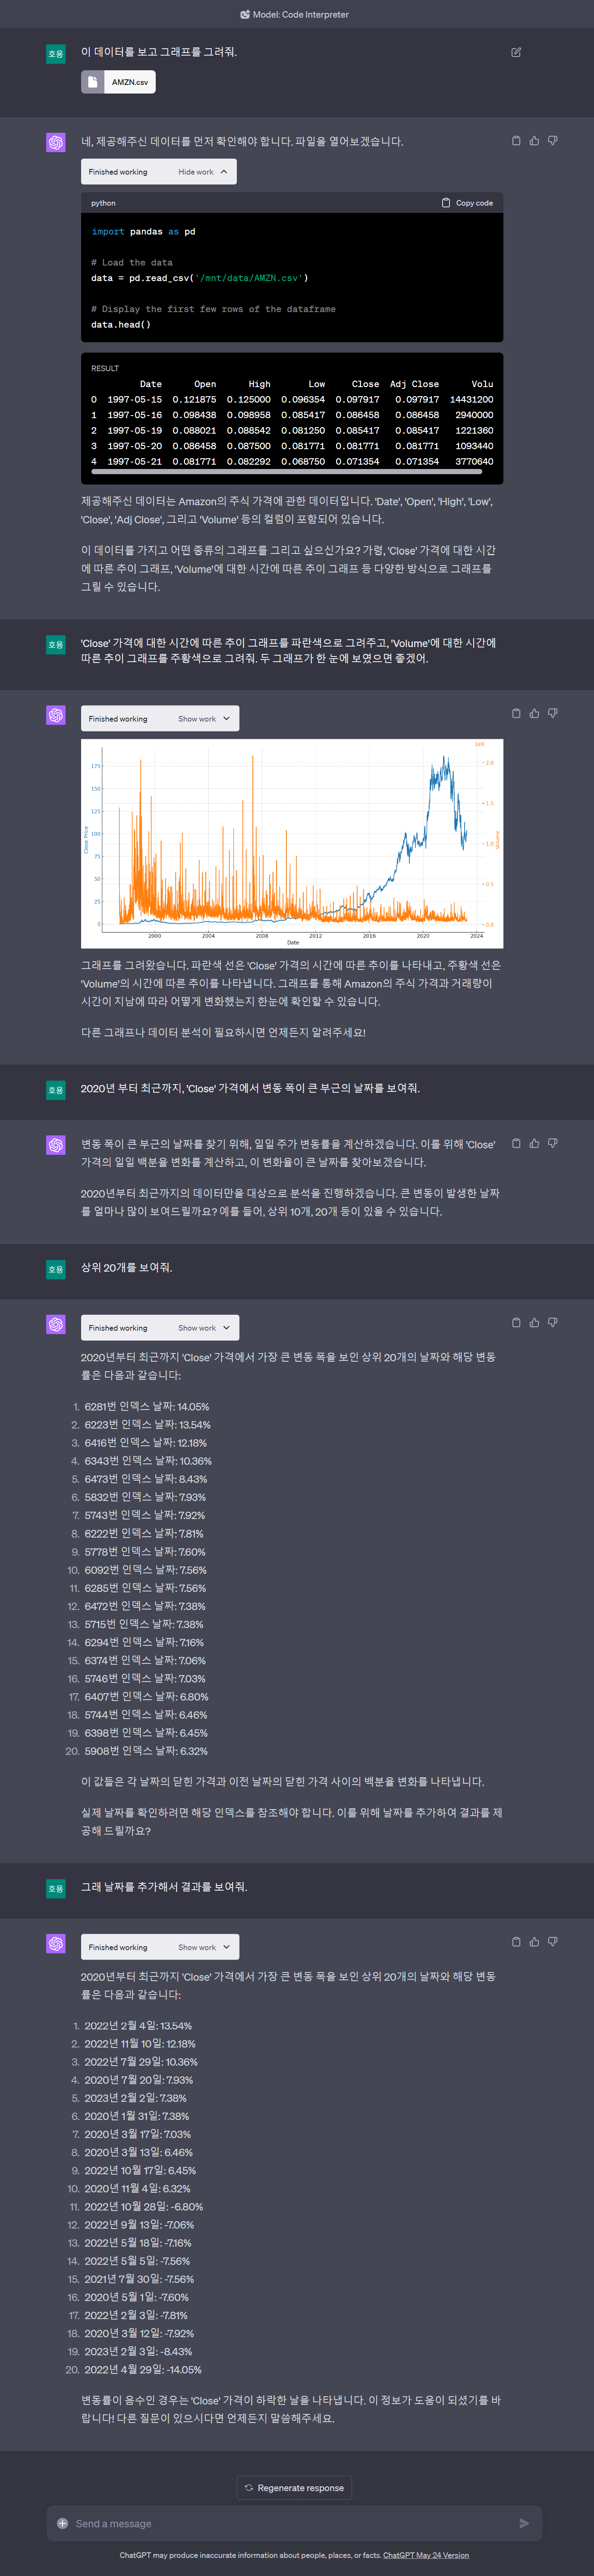 Model: Code Interpreter
호용
이 데이터를 보고 그래프를 그려줘.
AMZN.csv
네, 제공해주신 데이터를 먼저 확인해야 합니다. 파일을 열어보겠습니다.
Finished working Hide work
python Copy code
import pandas as pd
# Load the data
data = pd.read_csv('/mnt/data/AMZN.csv')
# Display the first few rows of the dataframe
data.head()
RESULT
Date Open High Low Close Adj Close Volu
0 1997-05-15 0.121875 0.125000 0.096354 0.097917 0.097917 14431200
1 1997-05-16 0.098438 0.098958 0.085417 0.086458 0.086458 2940000
2 1997-05-19 0.088021 0.088542 0.081250 0.085417 0.085417 1221360
3 1997-05-20 0.086458 0.087500 0.081771 0.081771 0.081771 1093440
4 1997-05-21 0.081771 0.082292 0.068750 0.071354 0.071354 3770640
제공해주신 데이터는 Amazon의 주식 가격에 관한 데이터입니다. 'Date', 'Open', 'High', 'Low',
'Close', 'Adj Close', 그리고 'Volume' 등의 컬럼이 포함되어 있습니다.
이 데이터를 가지고 어떤 종류의 그래프를 그리고 싶으신가요? 가령, 'Close' 가격에 대한 시간
에 따른 추이 그래프, 'Volume'에 대한 시간에 따른 추이 그래프 등 다양한 방식으로 그래프를
그릴 수 있습니다.
호용
'Close' 가격에 대한 시간에 따른 추이 그래프를 파란색으로 그려주고, 'Volume'에 대한 시간에
따른 추이 그래프를 주황색으로 그려줘. 두 그래프가 한 눈에 보였으면 좋겠어.
Finished working Show work
1e9
175
150
125
100
75
50
25
0
Close Price
2.0
1.5
1.0
0.5
0.0
Volume
2000 2004 2008 2012 2016 2020 2024
Date
그래프를 그려왔습니다. 파란색 선은 'Close' 가격의 시간에 따른 추이를 나타내고, 주황색 선은
'Volume'의 시간에 따른 추이를 나타냅니다. 그래프를 통해 Amazon의 주식 가격과 거래량이
시간이 지남에 따라 어떻게 변화했는지 한눈에 확인할 수 있습니다.
다른 그래프나 데이터 분석이 필요하시면 언제든지 알려주세요!
호용
2020년 부터 최근까지, 'Close' 가격에서 변동 폭이 큰 부근의 날짜를 보여줘.
변동 폭이 큰 부근의 날짜를 찾기 위해, 일일 주가 변동률을 계산하겠습니다. 이를 위해 'Close'
가격의 일일 백분율 변화를 계산하고, 이 변화율이 큰 날짜를 찾아보겠습니다.
2020년부터 최근까지의 데이터만을 대상으로 분석을 진행하겠습니다. 큰 변동이 발생한 날짜
를 얼마나 많이 보여드릴까요? 예를 들어, 상위 10개, 20개 등이 있을 수 있습니다.
호용
상위 20개를 보여줘.
Finished working Show work
2020년부터 최근까지 'Close' 가격에서 가장 큰 변동 폭을 보인 상위 20개의 날짜와 해당 변동
률은 다음과 같습니다:
1. 6281번 인덱스 날짜: 14.05%
2. 6223번 인덱스 날짜: 13.54%
3. 6416번 인덱스 날짜: 12.18%
4. 6343번 인덱스 날짜: 10.36%
5. 6473번 인덱스 날짜: 8.43%
6. 5832번 인덱스 날짜: 7.93%
7. 5743번 인덱스 날짜: 7.92%
8. 6222번 인덱스 날짜: 7.81%
9. 5778번 인덱스 날짜: 7.60%
10. 6092번 인덱스 날짜: 7.56%
11. 6285번 인덱스 날짜: 7.56%
12. 6472번 인덱스 날짜: 7.38%
13. 5715번 인덱스 날짜: 7.38%
14. 6294번 인덱스 날짜: 7.16%
15. 6374번 인덱스 날짜: 7.06%
16. 5746번 인덱스 날짜: 7.03%
17. 6407번 인덱스 날짜: 6.80%
18. 5744번 인덱스 날짜: 6.46%
19. 6398번 인덱스 날짜: 6.45%
20. 5908번 인덱스 날짜: 6.32%
이 값들은 각 날짜의 닫힌 가격과 이전 날짜의 닫힌 가격 사이의 백분율 변화를 나타냅니다.
실제 날짜를 확인하려면 해당 인덱스를 참조해야 합니다. 이를 위해 날짜를 추가하여 결과를 제
공해 드릴까요?
호용
그래 날짜를 추가해서 결과를 보여줘.
Finished working Show work
2020년부터 최근까지 'Close' 가격에서 가장 큰 변동 폭을 보인 상위 20개의 날짜와 해당 변동
률은 다음과 같습니다:
1. 2022년 2월 4일: 13.54%
2. 2022년 11월 10일: 12.18%
3. 2022년 7월 29일: 10.36%
4. 2020년 7월 20일: 7.93%
5. 2023년 2월 2일: 7.38%
6. 2020년 1월 31일: 7.38%
7. 2020년 3월 17일: 7.03%
8. 2020년 3월 13일: 6.46%
9. 2022년 10월 17일: 6.45%
10. 2020년 11월 4일: 6.32%
11. 2022년 10월 28일: -6.80%
12. 2022년 9월 13일: -7.06%
13. 2022년 5월 18일: -7.16%
14. 2022년 5월 5일: -7.56%
15. 2021년 7월 30일: -7.56%
16. 2020년 5월 1일: -7.60%
17. 2022년 2월 3일: -7.81%
18. 2020년 3월 12일: -7.92%
19. 2023년 2월 3일: -8.43%
20. 2022년 4월 29일: -14.05%
변동률이 음수인 경우는 'Close' 가격이 하락한 날을 나타냅니다. 이 정보가 도움이 되셨기를 바
랍니다! 다른 질문이 있으시다면 언제든지 말씀해주세요.
Regenerate response
Send a message
ChatGPT may produce inaccurate information about people, places, or facts. ChatGPT May 24 Version